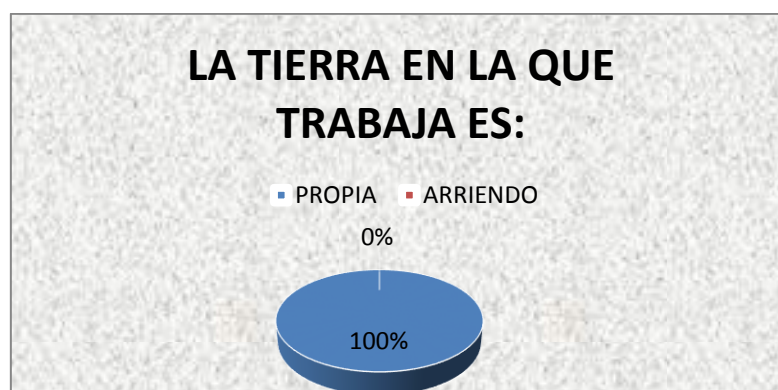 LA TIERRA EN LA QUE
TRABAJA ES:
PROPIA ARRIENDO
0%
100%